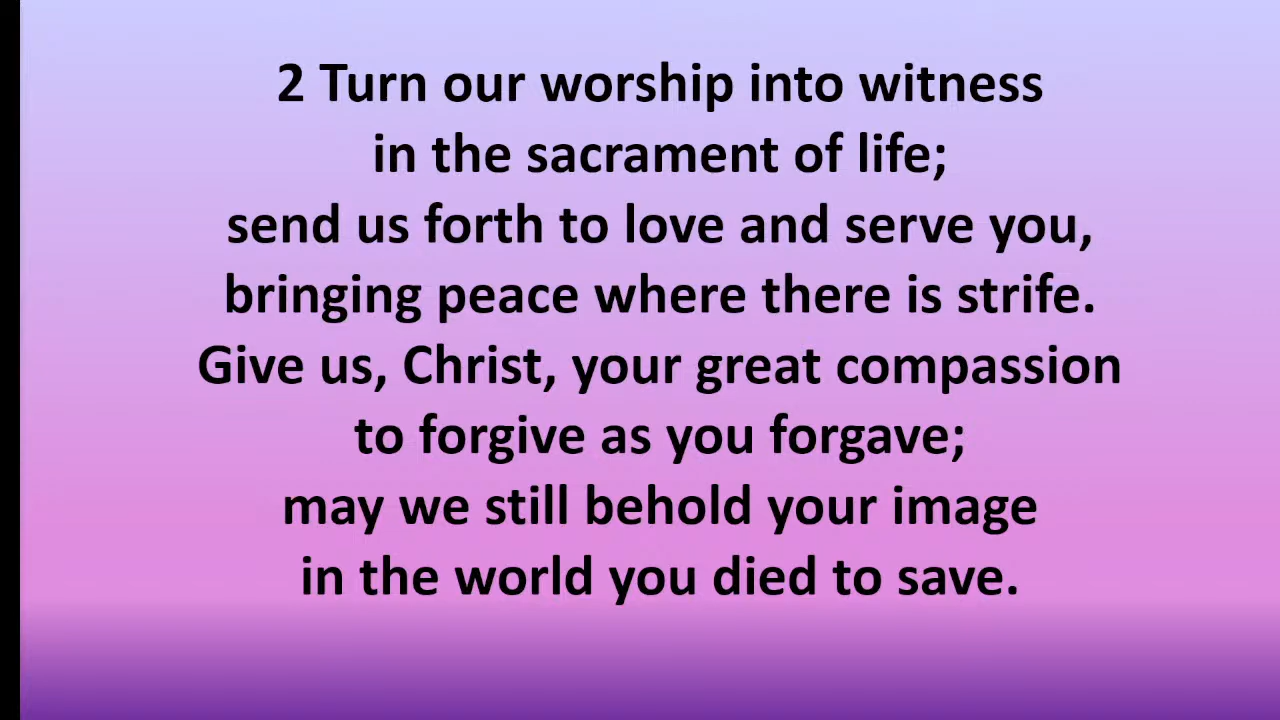 2 Turn our worship into witness
in the sacrament of life;
send us forth to love and serve you,
bringing peace where there is strife.
Give us, Christ, your great compassion
to forgive as you forgave;
may we still behold your image
in the world you died to save.